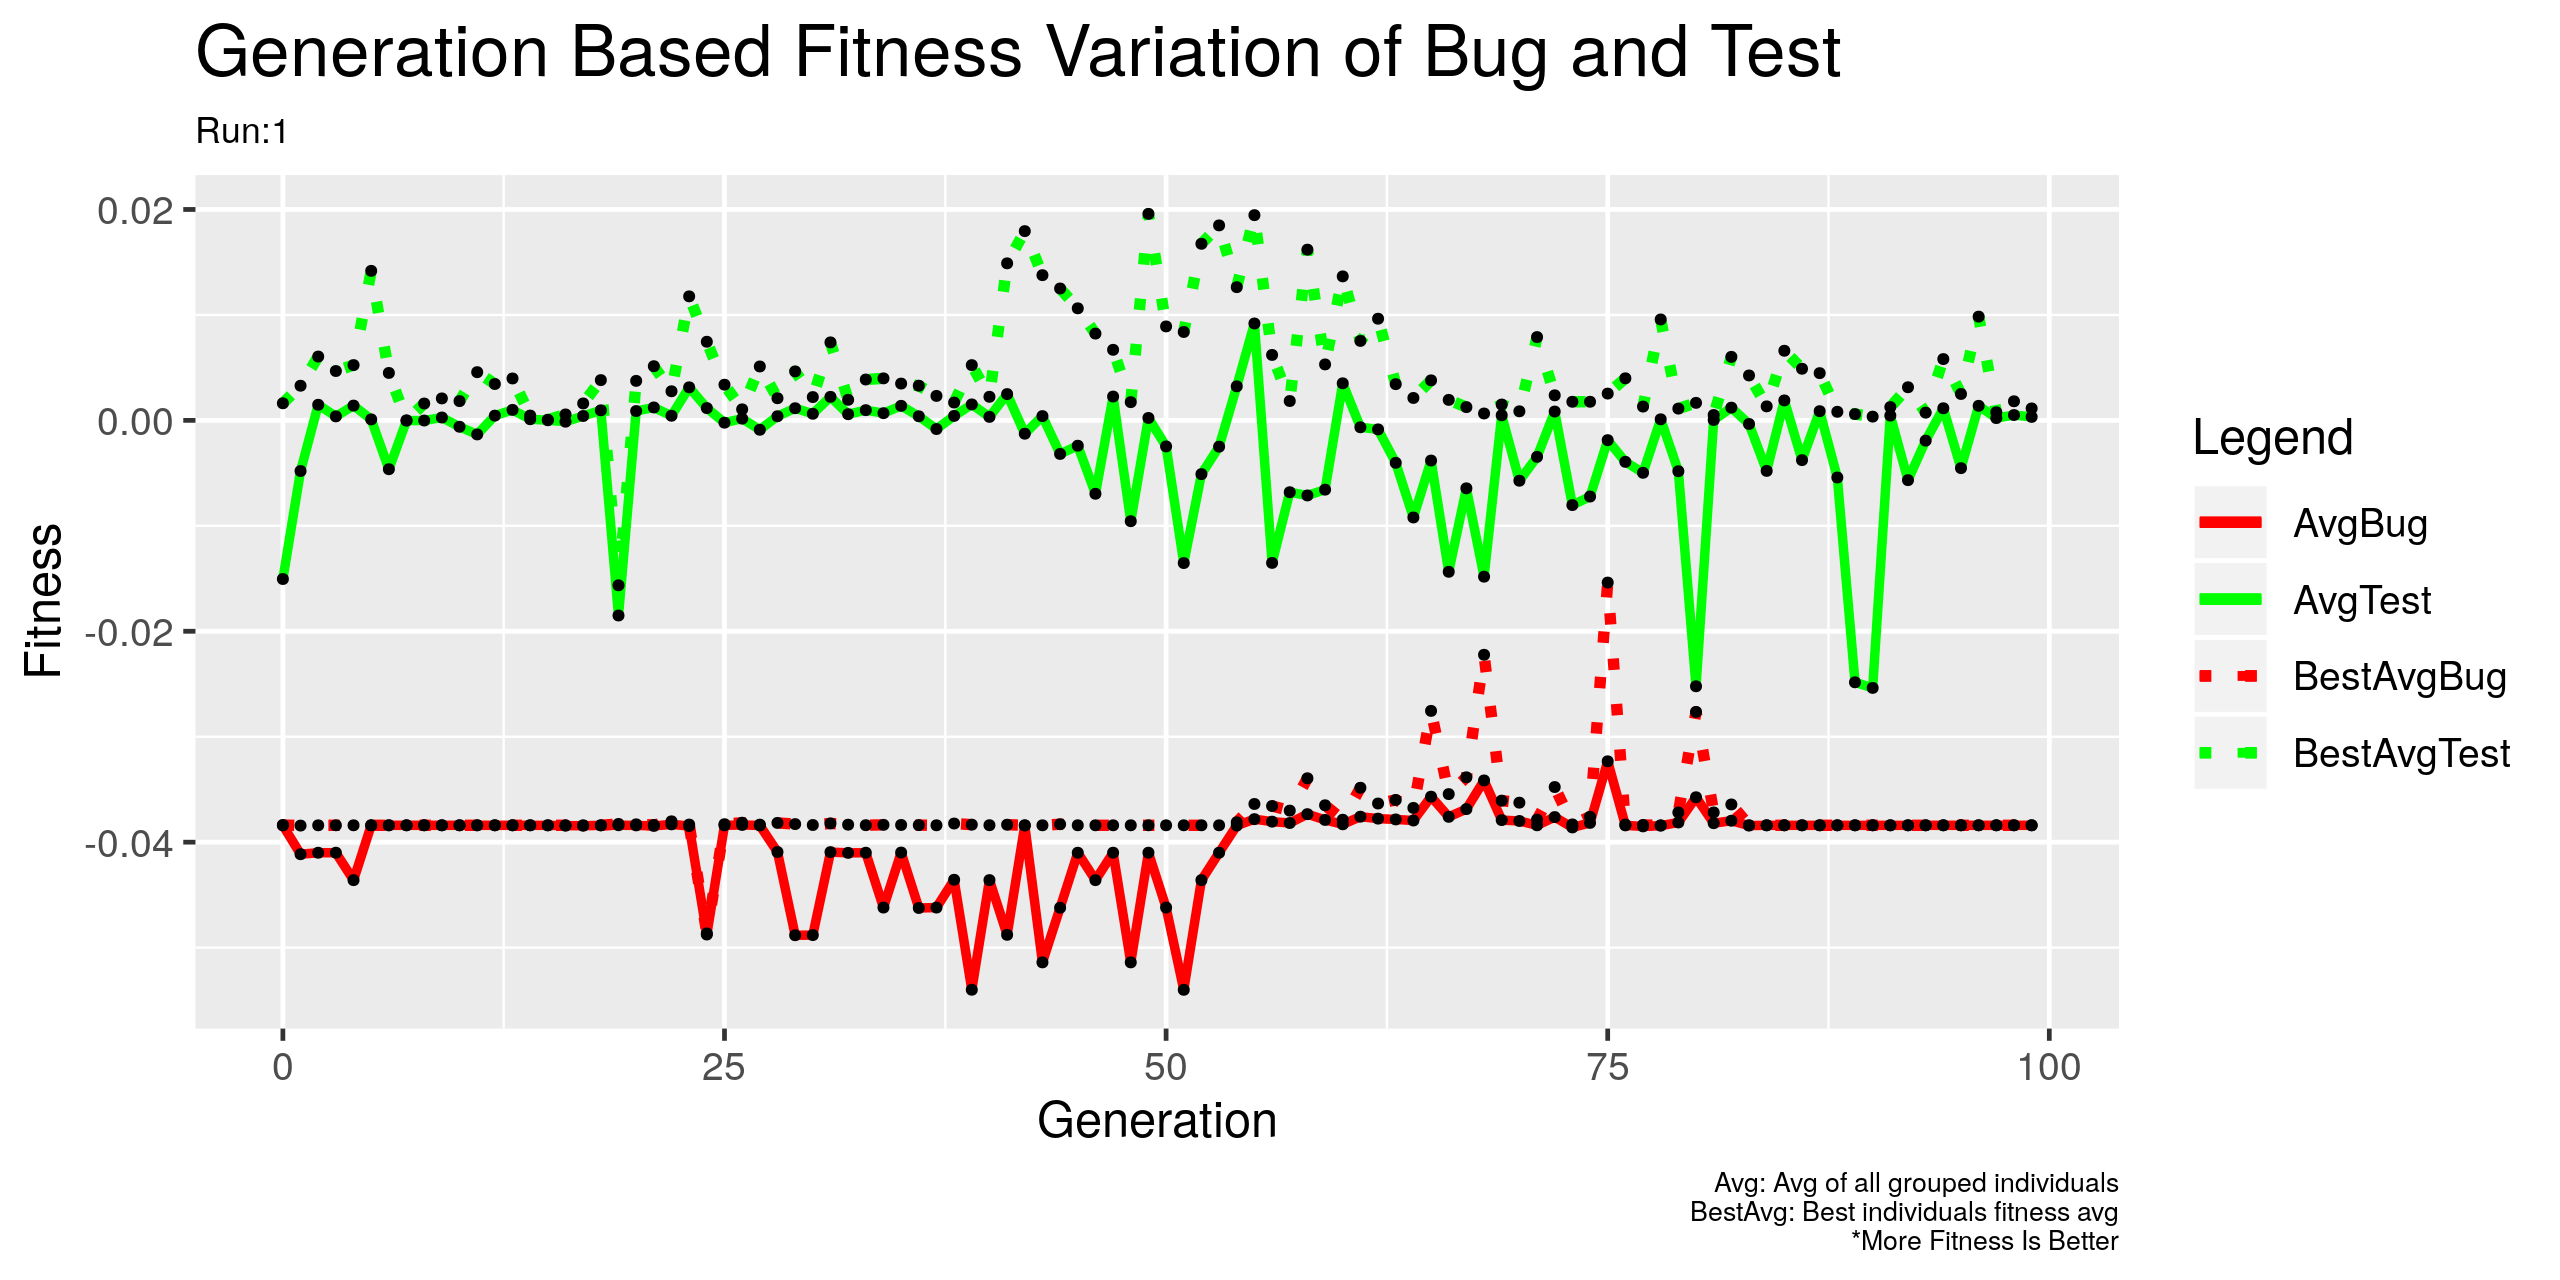 Generation Based Fitness Variation of Bug and Test
Run:1
0.02
0.00
-0.02
-0.04
Fitness
0 25 50 75 100
Generation
Legend
AvgBug
AvgTest
BestAvgBug
BestAvgTest
Avg: Avg of all grouped individuals
BestAvg: Best individuals fitness avg
*More Fitness Is Better